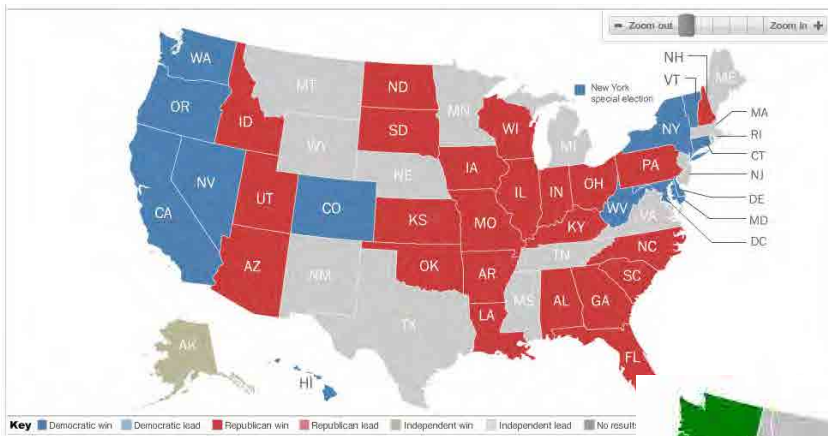 − Zoom out Zoom in +
NH
VT
ME
WA
MT
ND
MN
OR
ID
SD
WI
MI
New York
special election
NY
MA
RI
CT
NJ
DE
MD
DC
WY
NE
IA
PA
NV
UT
CO
IL
IN
OH
WV
VA
CA
KS
MO
KY
NC
AZ
NM
OK
AR
TN
SC
TX
LA
MS
AL
GA
FL
AK
HI
Key Democratic win Democratic lead Republican win Republican lead Independent win Independent lead No results